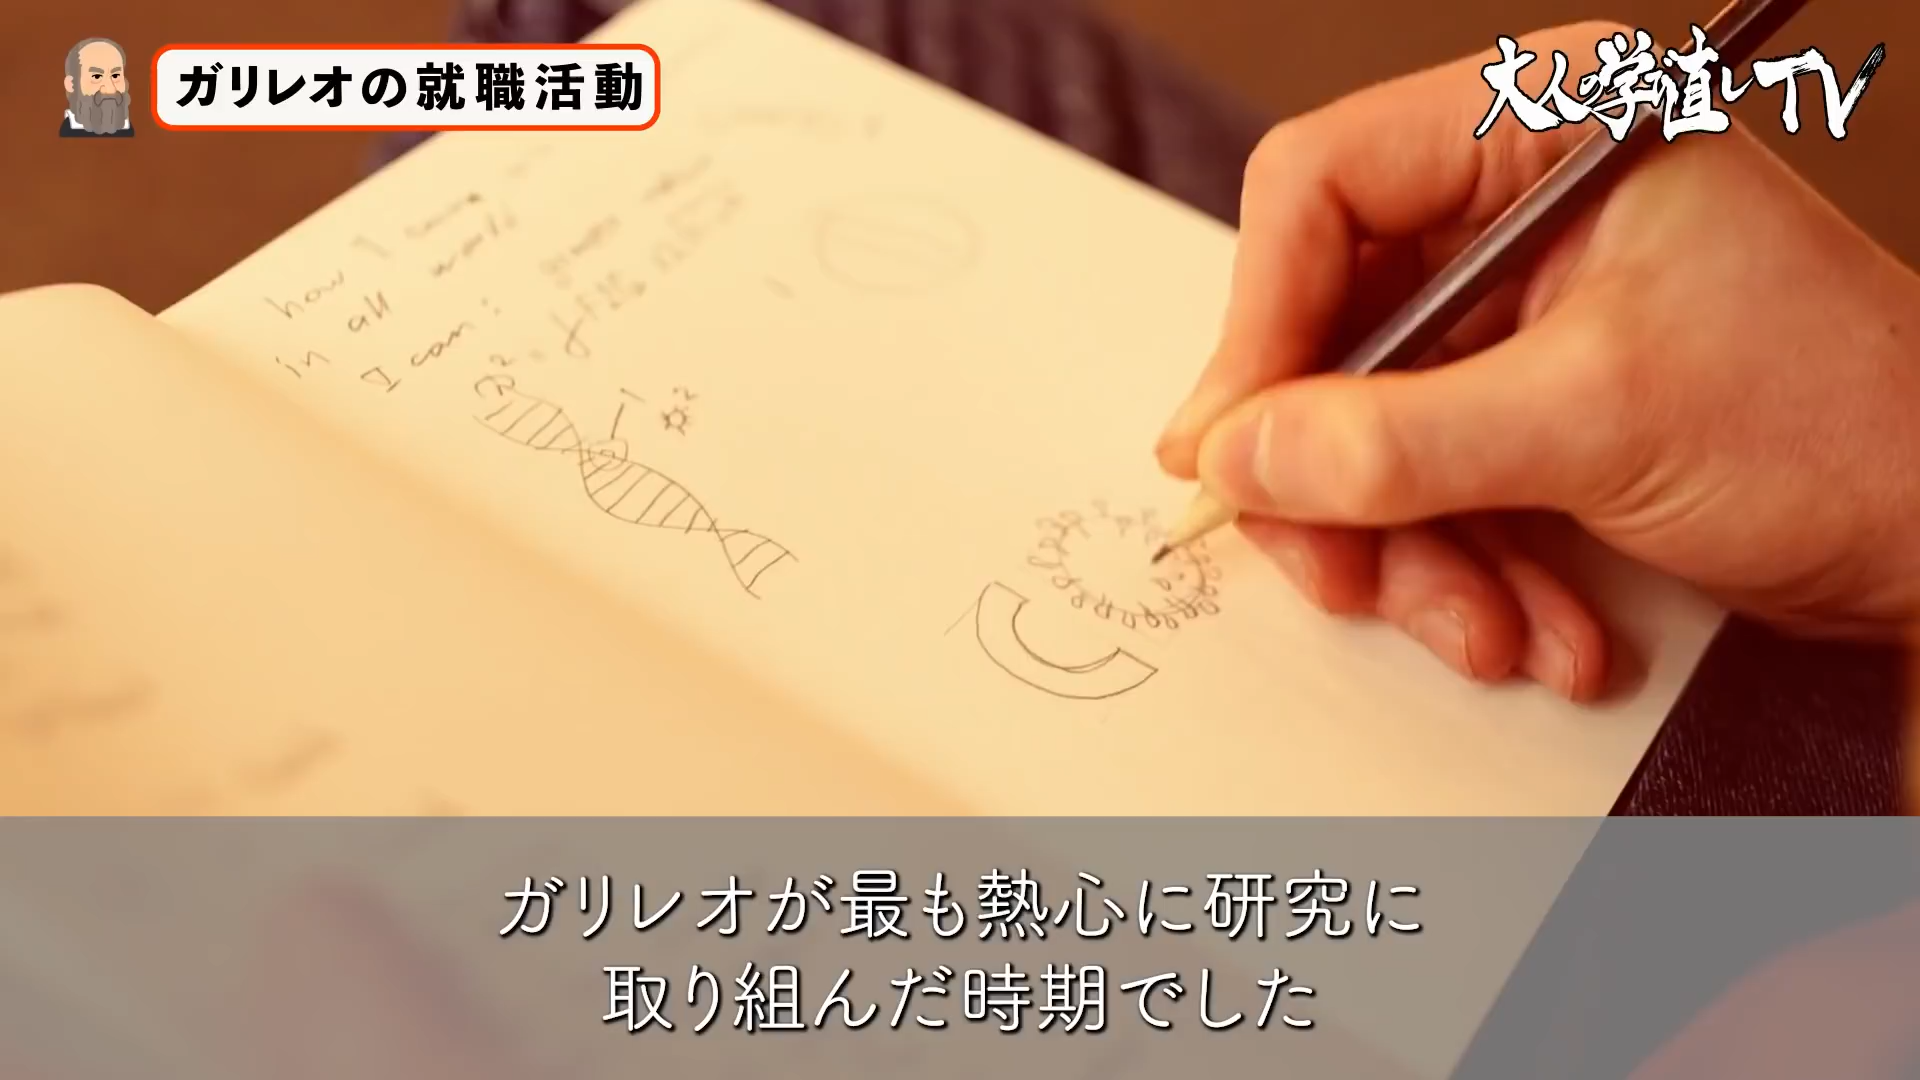 ガリレオの就職活動
大人の学び直しTV
how I
in all
I can:
ガリレオが最も熱心に研究に
取り組んだ時期でした